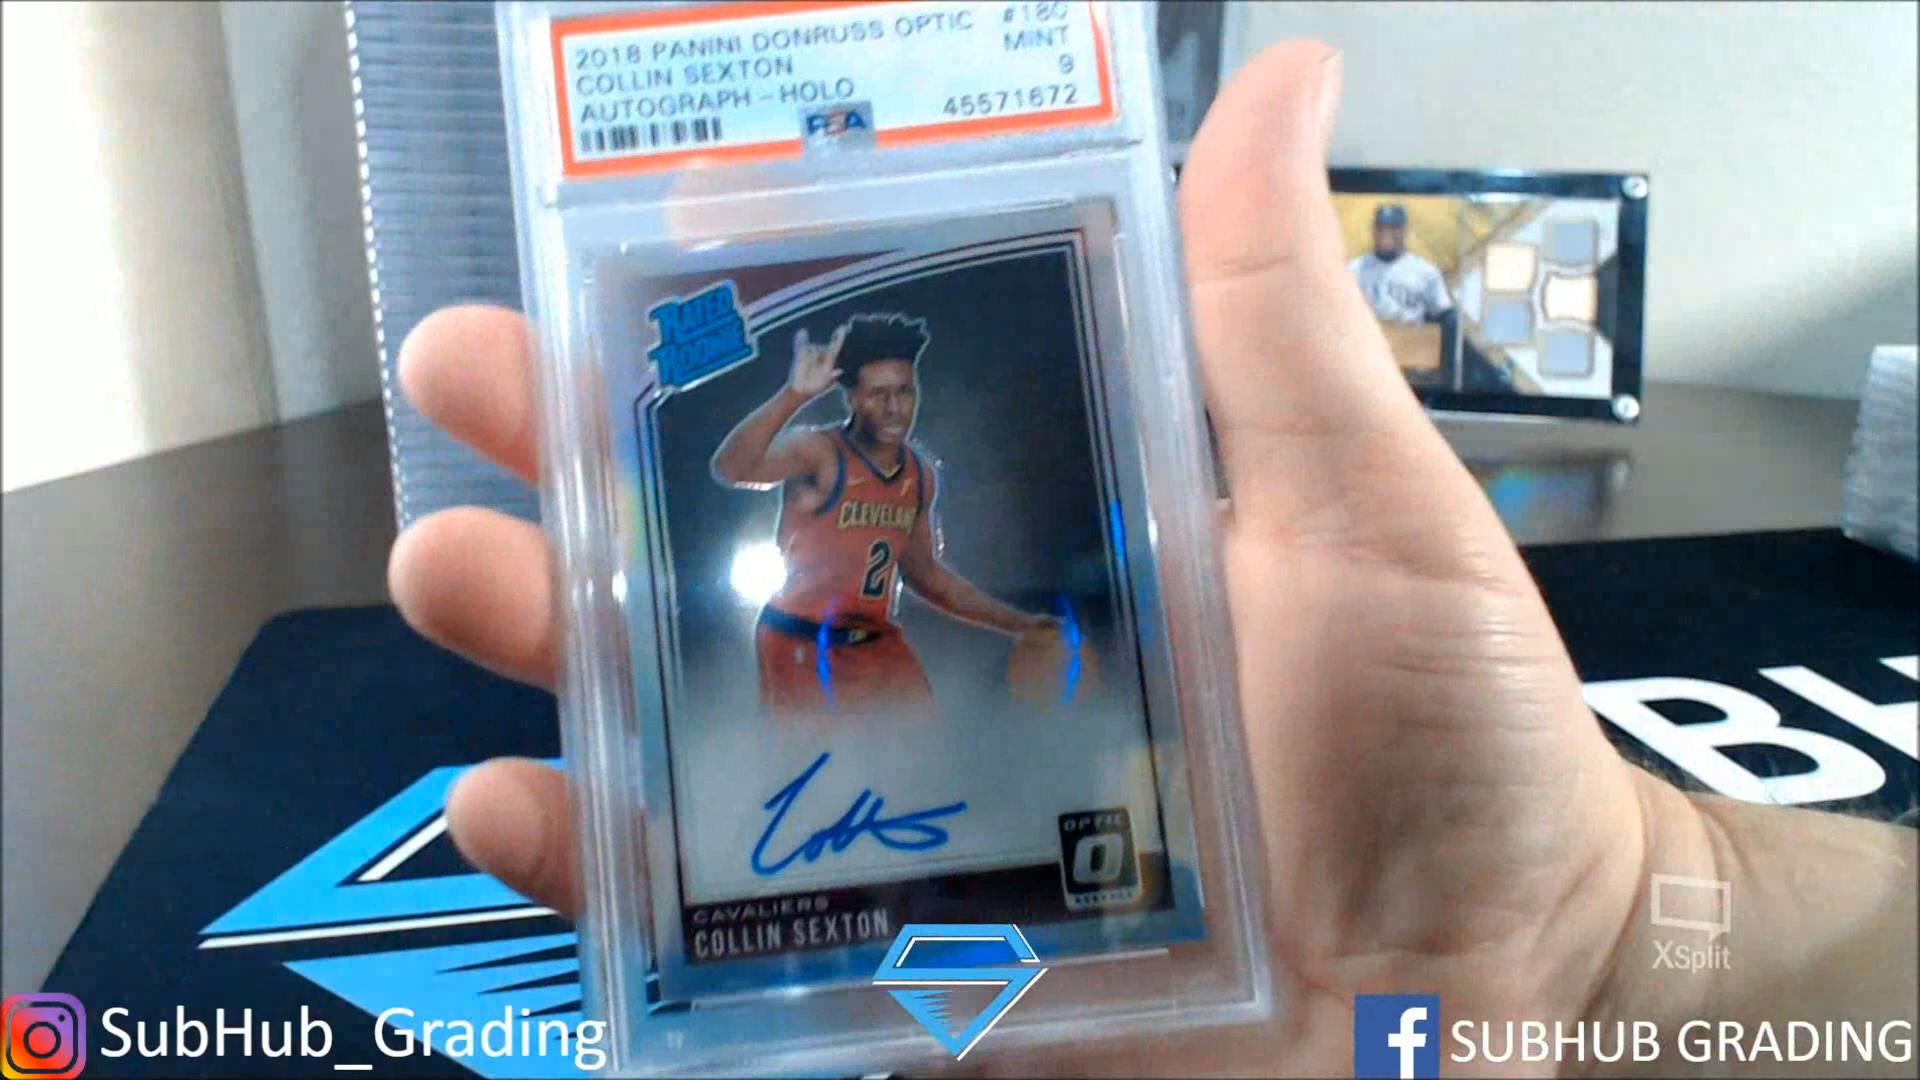 2018 PANINI DONRUSS OPTIC #180
COLLIN SEXTON MINT
AUTOGRAPH - HOLO 9
45571672
PSA
RATED
ROOKIE
CLEVELAND
2
OPTIC
CAVALIERS
COLLIN SEXTON
XSplit
SubHub_Grading
SUBHUB GRADING